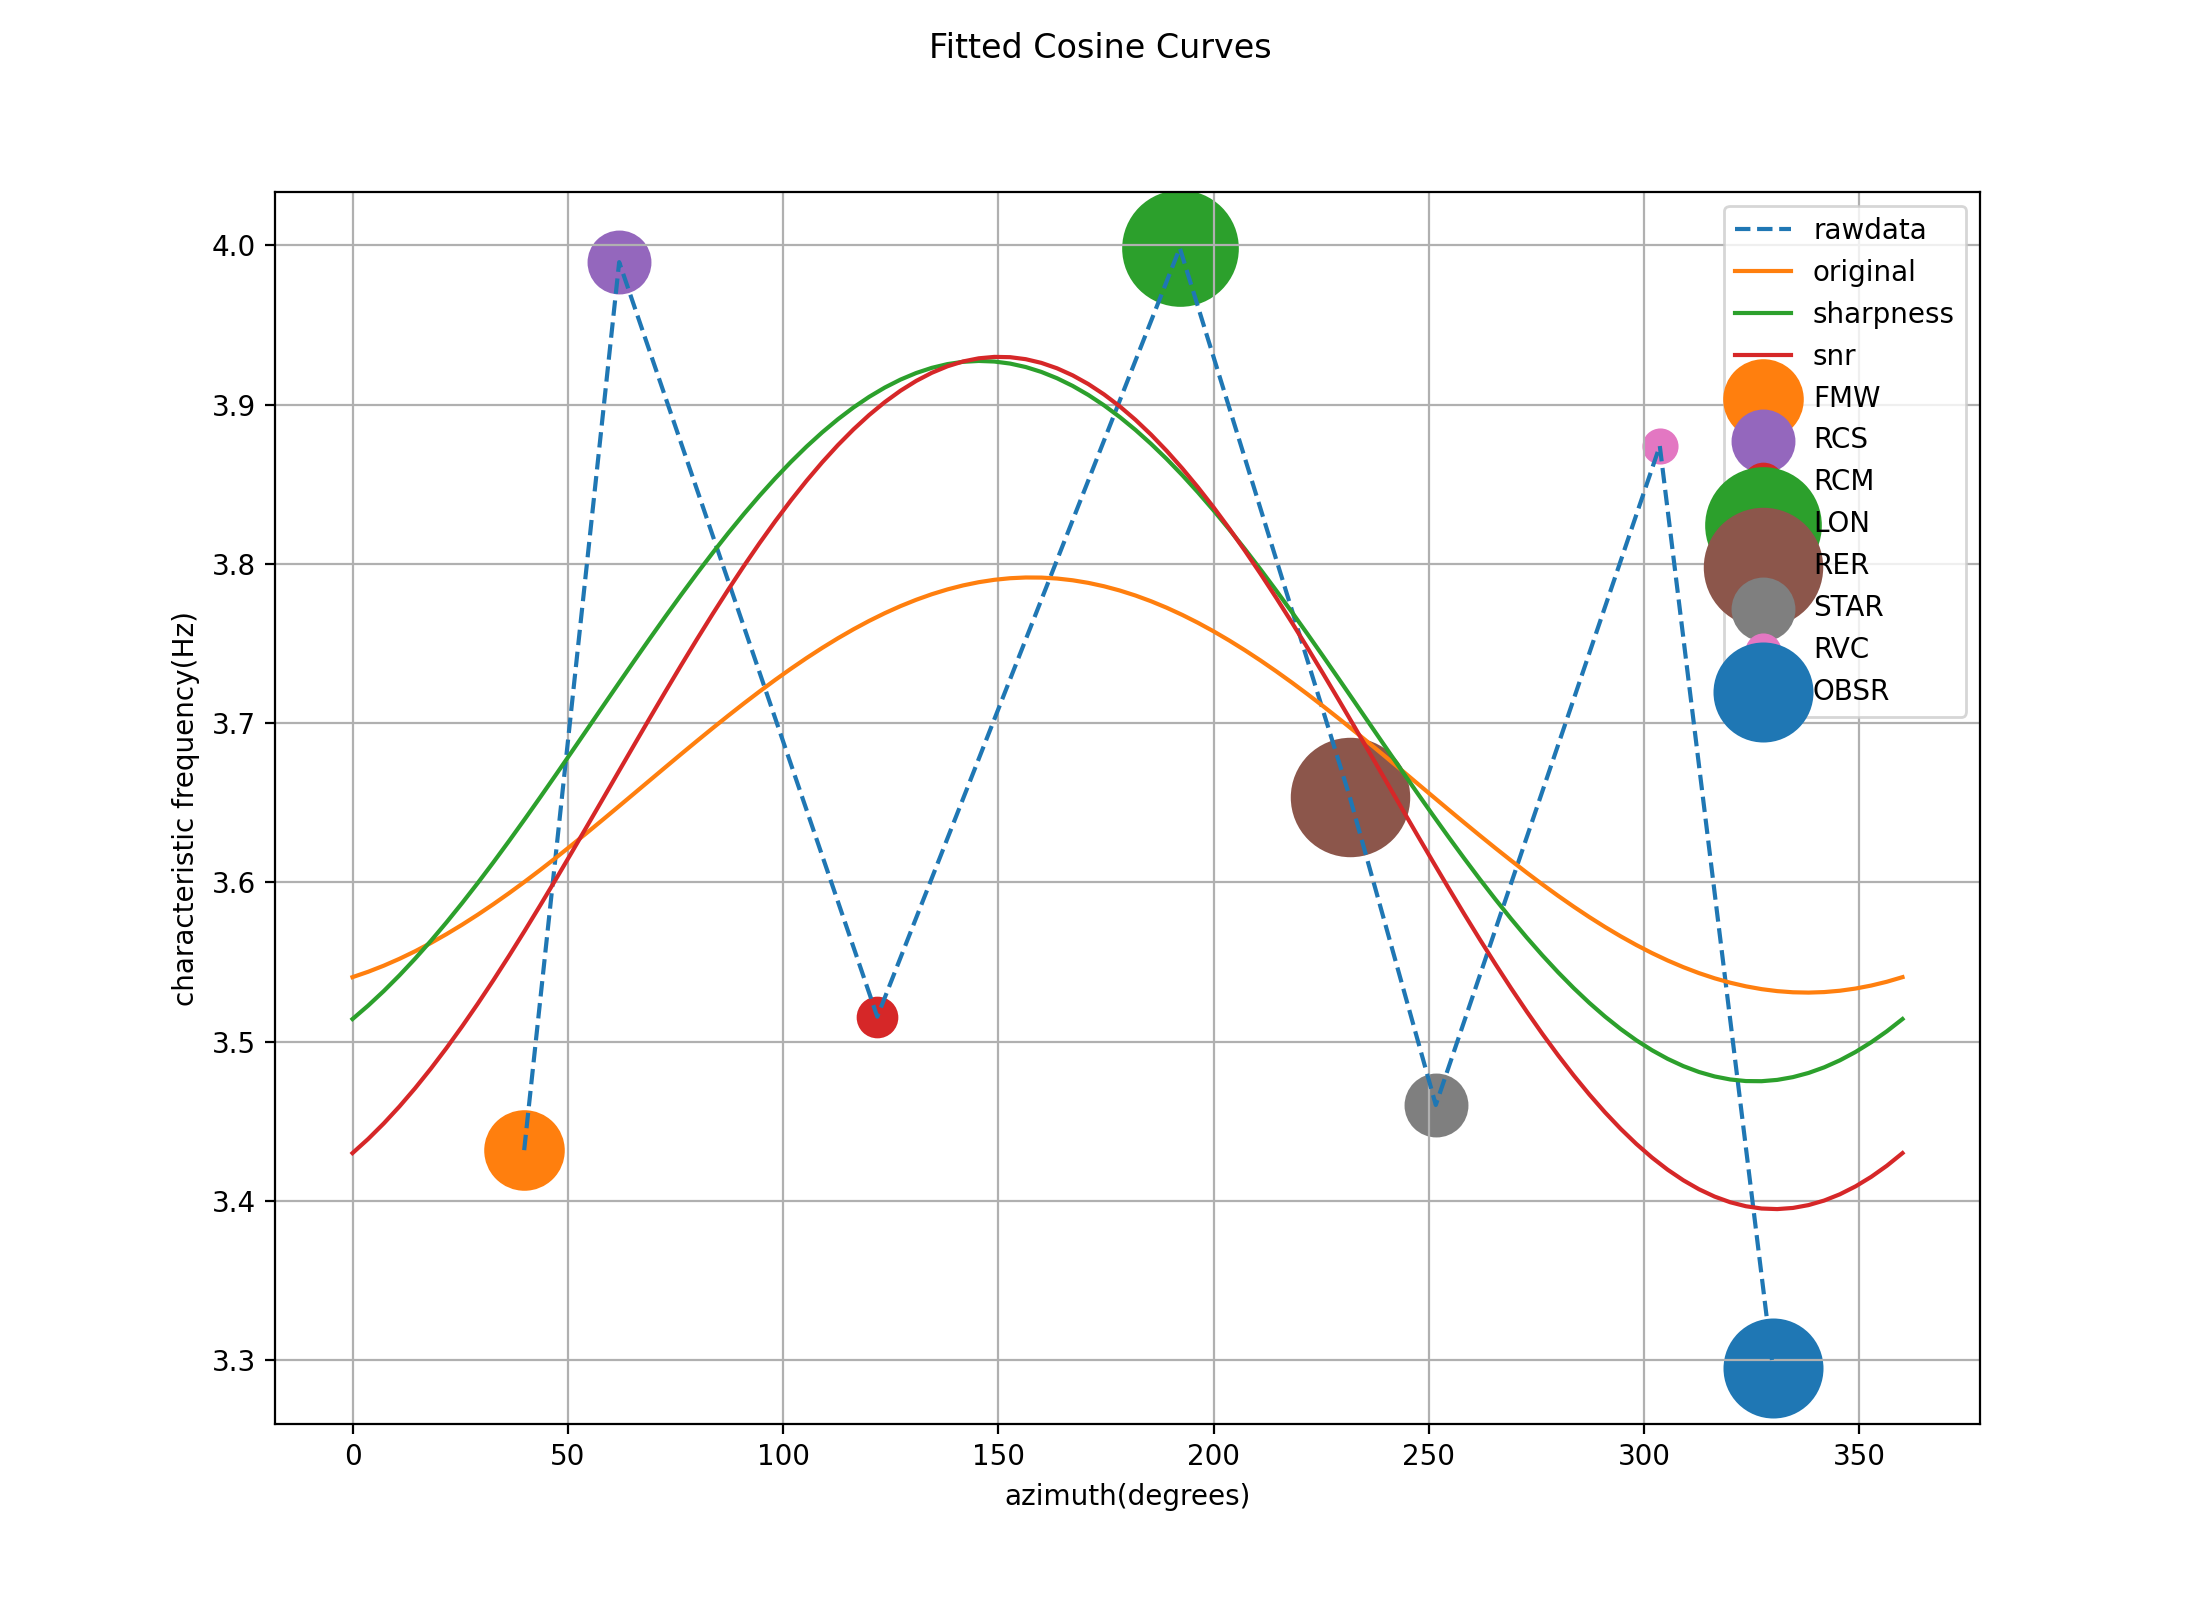 Fitted Cosine Curves
rawdata
original
sharpness
snr
FMW
RCS
RCM
LON
RER
STAR
RVC
OBSR
4.0
3.9
3.8
3.7
3.6
3.5
3.4
3.3
characteristic frequency(Hz)
0 50 100 150 200 250 300 350
azimuth(degrees)